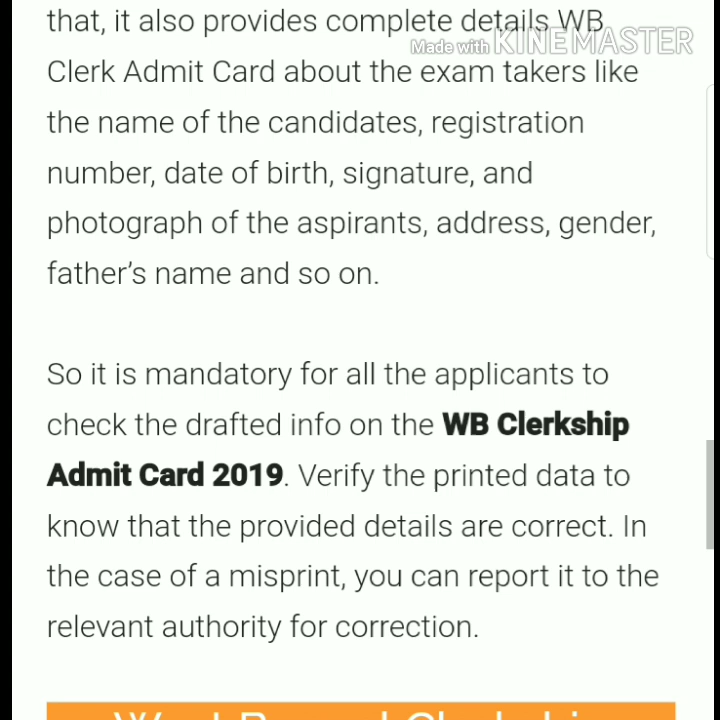 that, it also provides complete details WB
Made with KINEMASTER
Clerk Admit Card about the exam takers like
the name of the candidates, registration
number, date of birth, signature, and
photograph of the aspirants, address, gender,
father's name and so on.
So it is mandatory for all the applicants to
check the drafted info on the WB Clerkship
Admit Card 2019. Verify the printed data to
know that the provided details are correct. In
the case of a misprint, you can report it to the
relevant authority for correction.